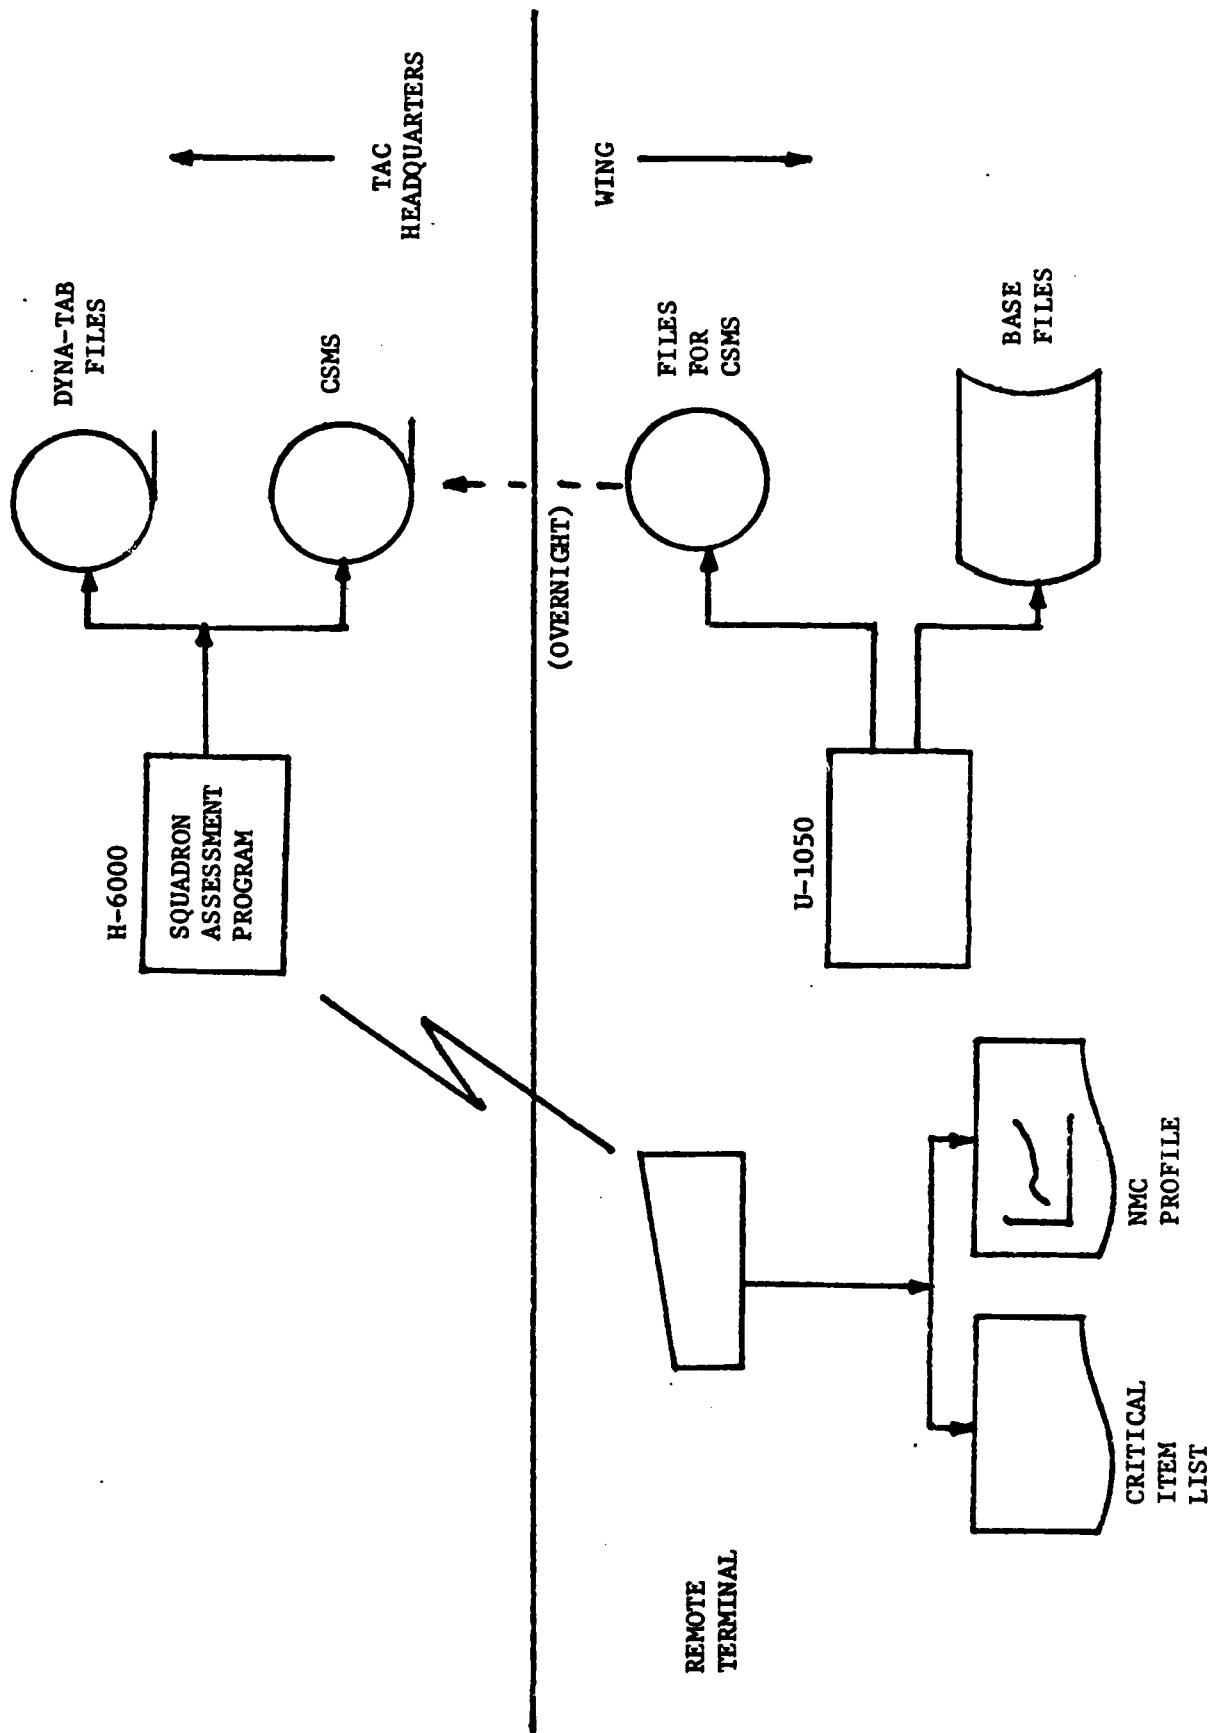 DYNA-TAB
FILES
H-6000
SQUADRON
ASSESSMENT
PROGRAM
CSMS
TAC
HEADQUARTERS
(OVERNIGHT)
WING
FILES
FOR
CSMS
REMOTE
TERMINAL
U-1050
BASE
FILES
CRITICAL
ITEM
LIST
NMC
PROFILE